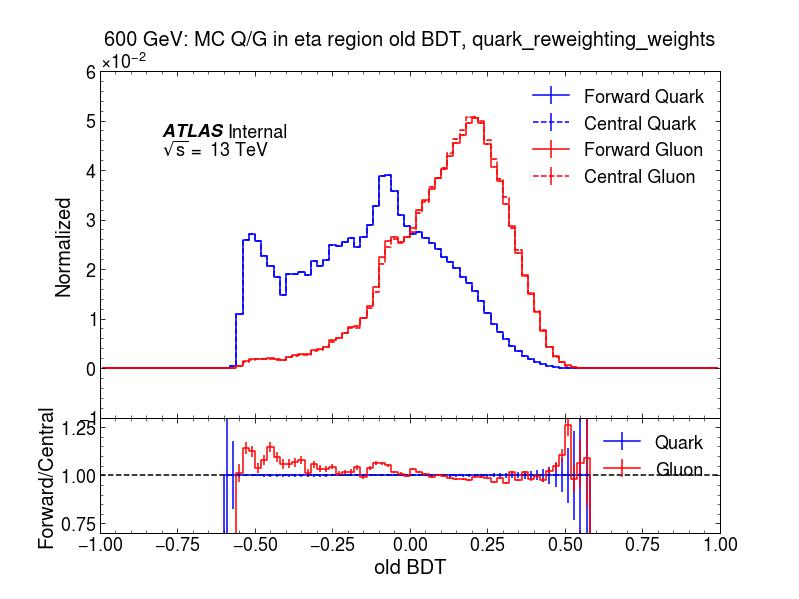 600 GeV: MC Q/G in eta region old BDT, quark_reweighting_weights
×10⁻²
6
5
4
3
2
1
0
−1
Normalized
ATLAS Internal
√s = 13 TeV
Forward Quark
Central Quark
Forward Gluon
Central Gluon
1.25
1.00
0.75
Forward/Central
Quark
Gluon
−1.00 −0.75 −0.50 −0.25 0.00 0.25 0.50 0.75 1.00
old BDT